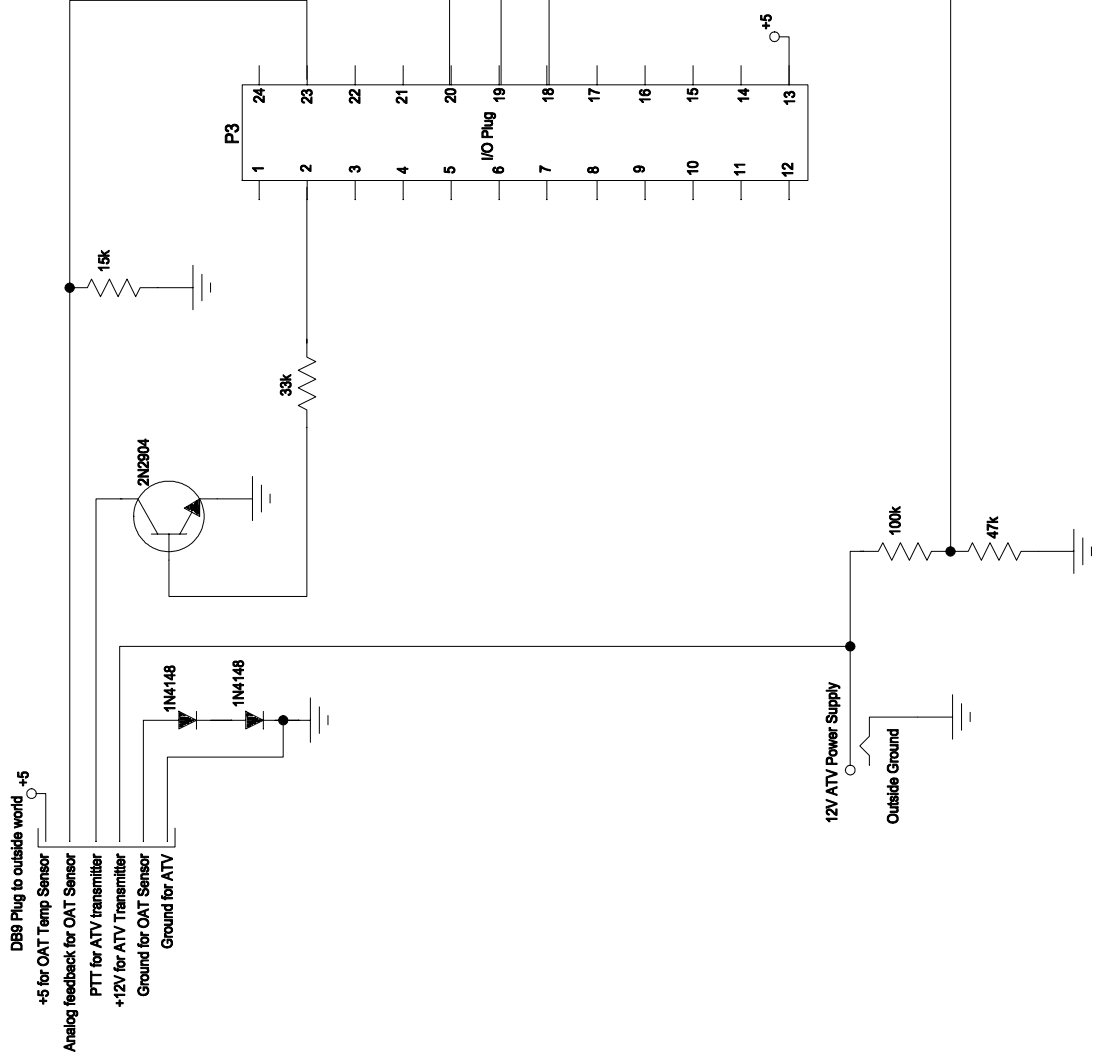 DB9 Plug to outside world
+5
+5 for OAT Temp Sensor
Analog feedback for OAT Sensor
PTT for ATV transmitter
+12V for ATV Transmitter
Ground for OAT Sensor
Ground for ATV
1N4148
1N4148
2N2904
33k
15k
P3
I/O Plug
1
2
3
4
5
6
7
8
9
10
11
12
24
23
22
21
20
19
18
17
16
15
14
13
+5
12V ATV Power Supply
Outside Ground
100k
47k